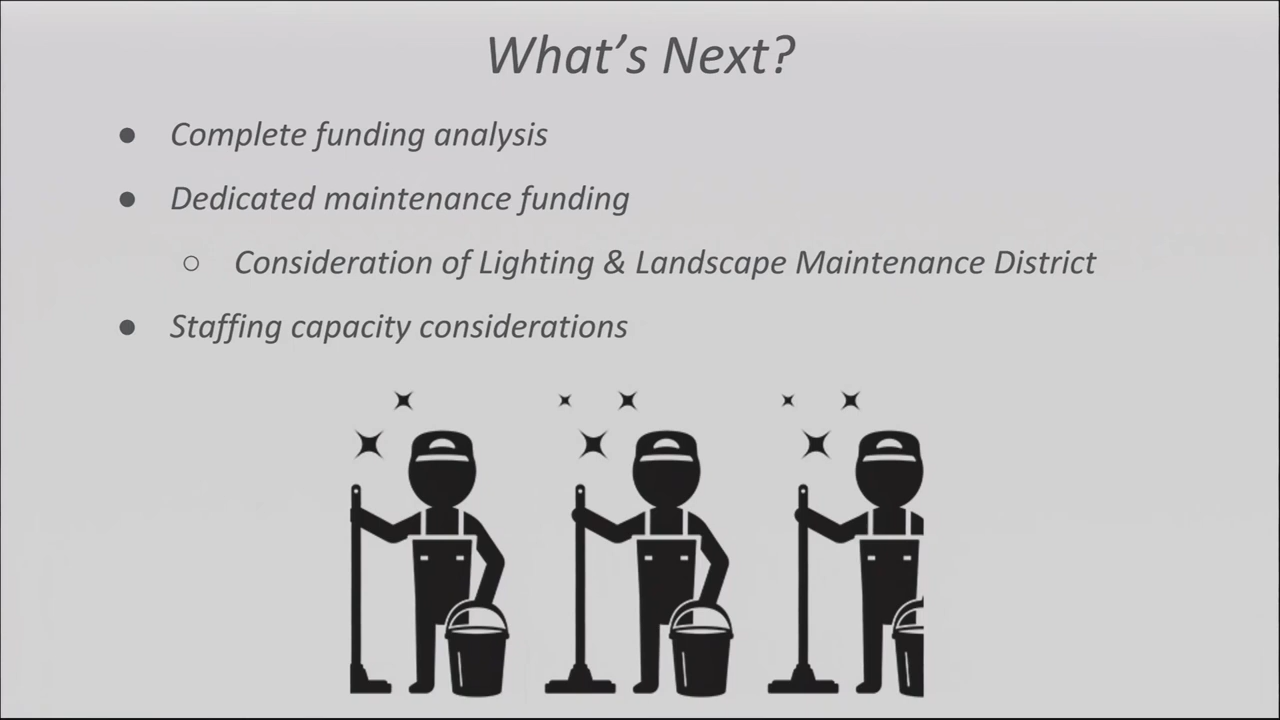 What's Next?
● Complete funding analysis
● Dedicated maintenance funding
○ Consideration of Lighting & Landscape Maintenance District
● Staffing capacity considerations